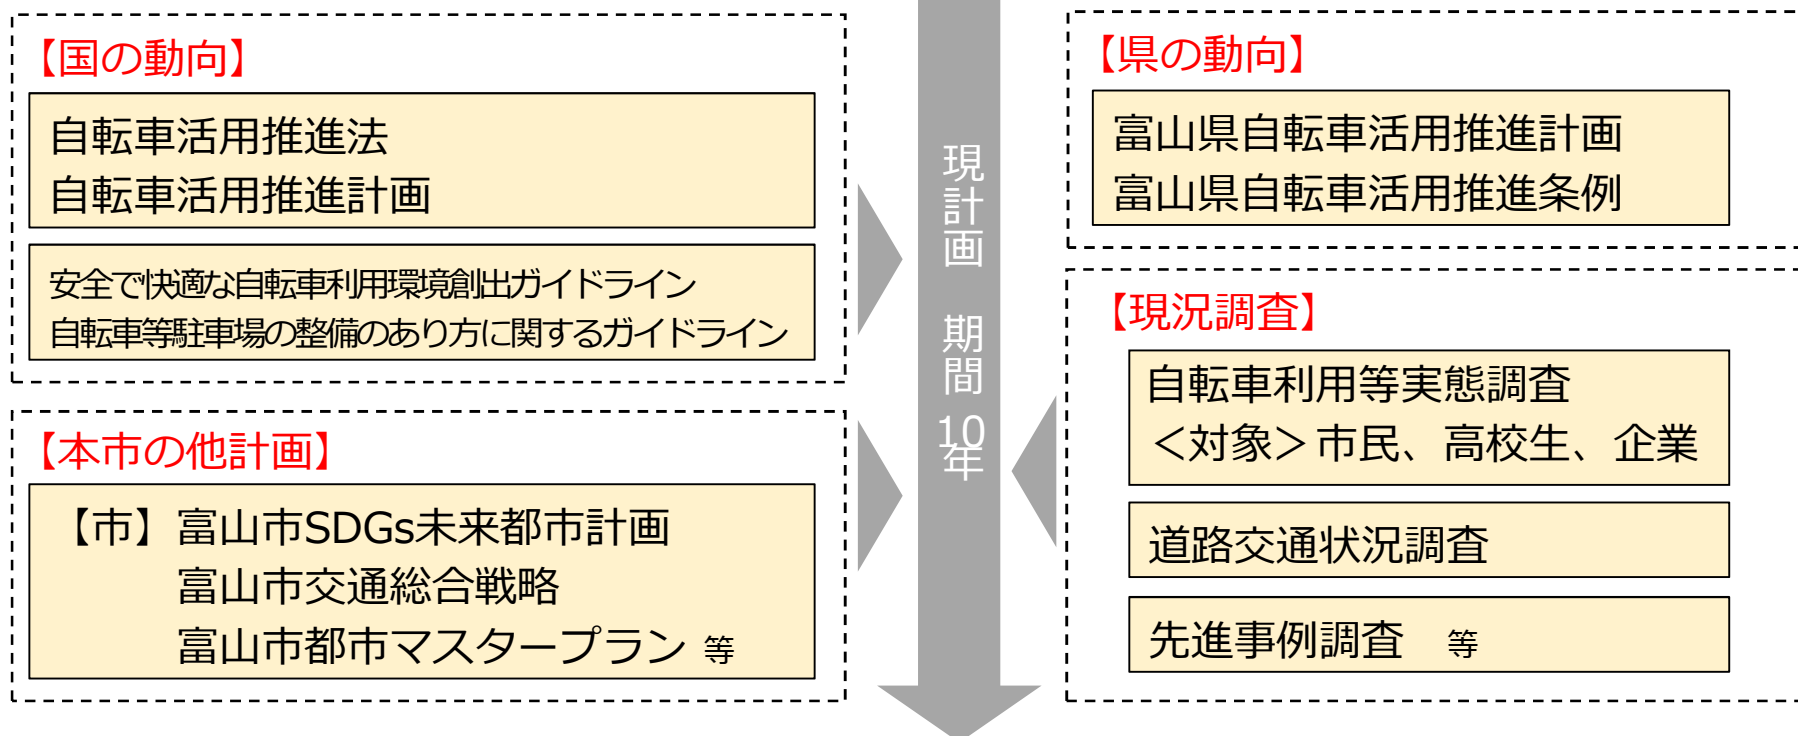 【国の動向】
自転車活用推進法
自転車活用推進計画
安全で快適な自転車利用環境創出ガイドライン
自転車等駐車場の整備のあり方に関するガイドライン
【本市の他計画】
【市】富山市SDGs未来都市計画
富山市交通総合戦略
富山市都市マスタープラン 等
現計画 期間10年
【県の動向】
富山県自転車活用推進計画
富山県自転車活用推進条例
【現況調査】
自転車利用等実態調査
＜対象＞市民、高校生、企業
道路交通状況調査
先進事例調査 等